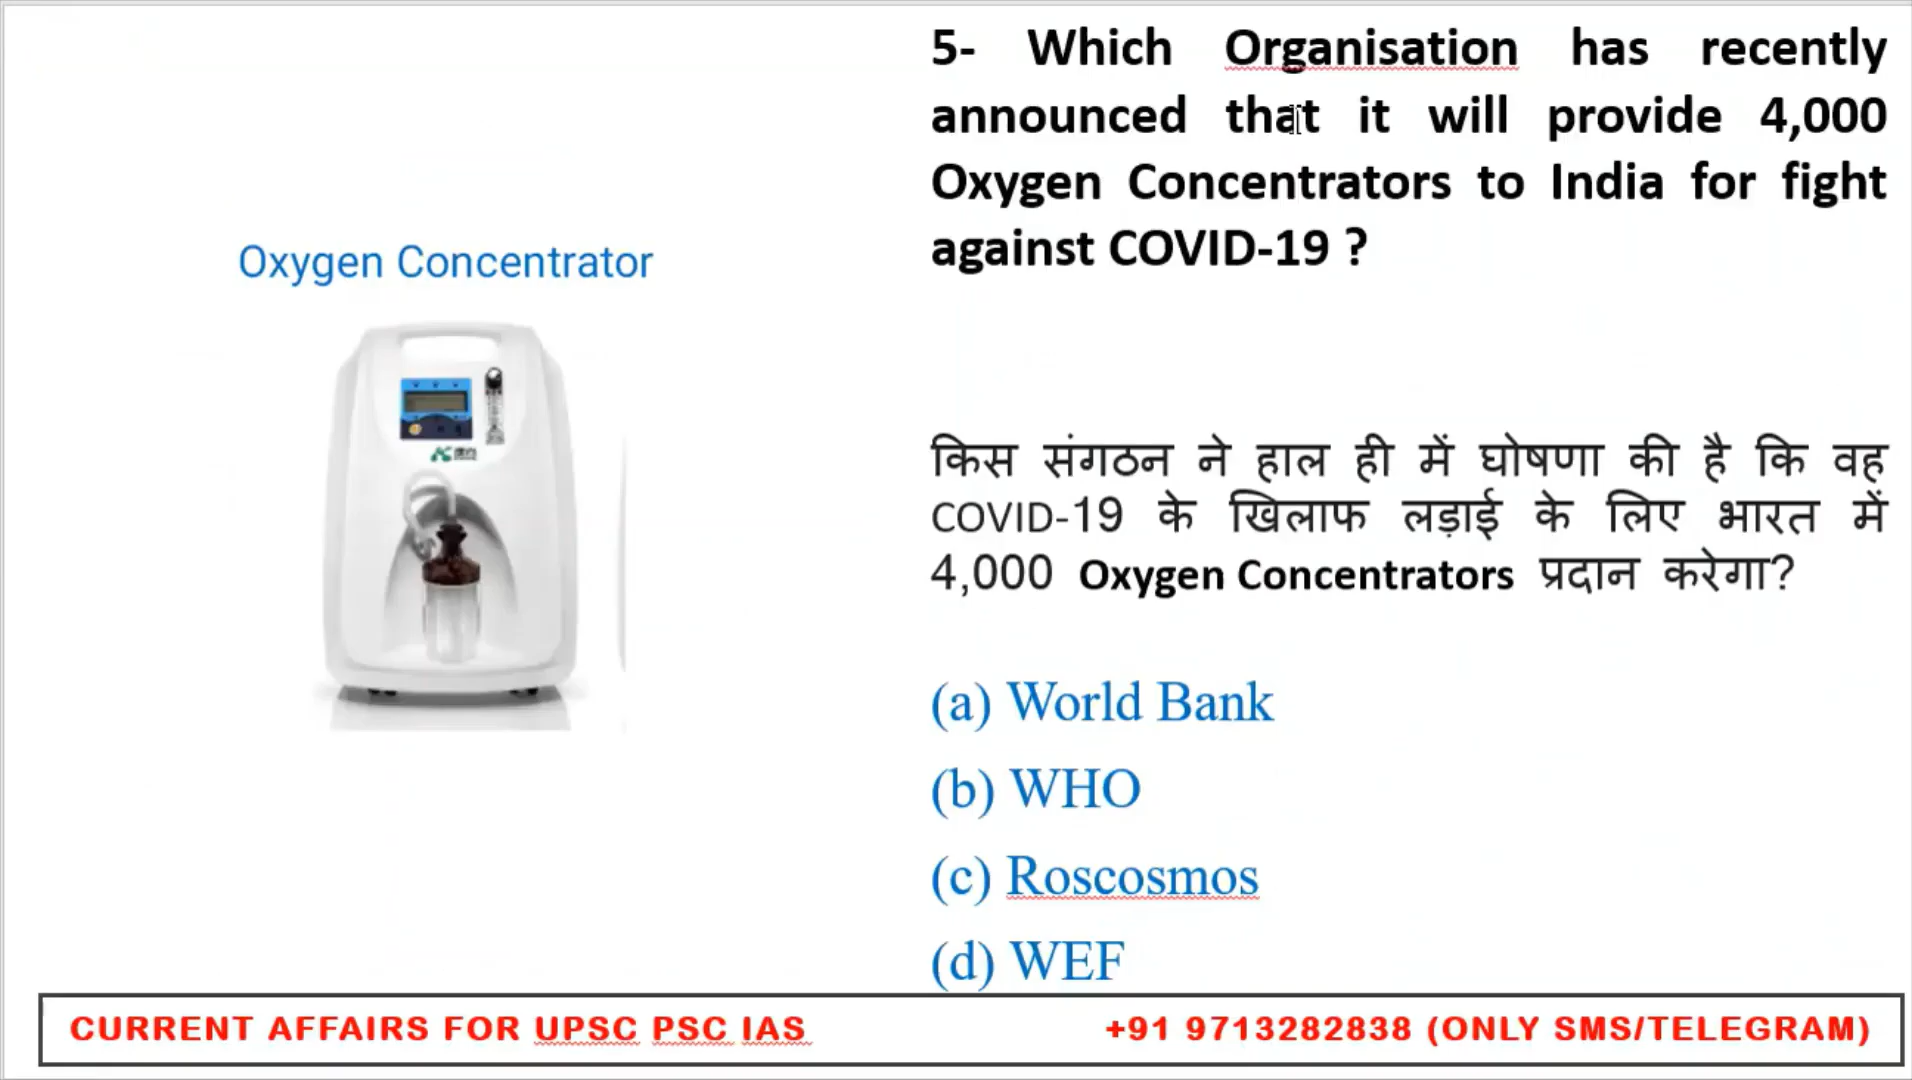 Oxygen Concentrator
5- Which Organisation has recently
announced that it will provide 4,000
Oxygen Concentrators to India for fight
against COVID-19 ?
किस संगठन ने हाल ही में घोषणा की है कि वह
COVID-19 के खिलाफ लड़ाई के लिए भारत में
4,000 Oxygen Concentrators प्रदान करेगा?
(a) World Bank
(b) WHO
(c) Roscosmos
(d) WEF
CURRENT AFFAIRS FOR UPSC PSC IAS +91 9713282838 (ONLY SMS/TELEGRAM)